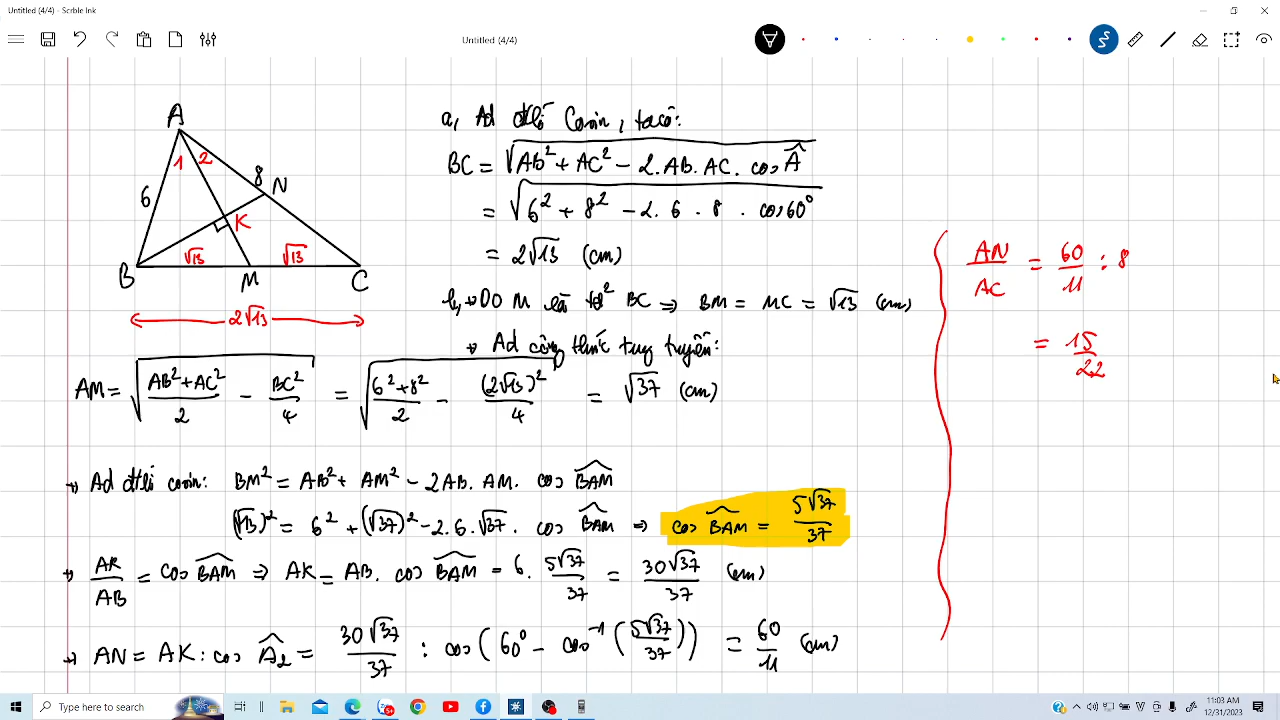 Untitled (4/4) - Scrble Ink
Untitled (4/4)
A
1 2
6
8
N
K
√13 √13
B M C
2√13
a, Ad đ lí Cosin, ta có:
BC = √(AB² + AC² - 2.AB.AC. cos Â)
= √(6² + 8² - 2.6.8.cos60°)
= 2√13 (cm)
b, → Do M là tđ² BC ⇒ BM = MC = √13 (cm)
→ Ad công thức trung tuyến:
AM = √((AB² + AC²)/2 - BC²/4) = √((6² + 8²)/2 - (2√13)²/4) = √37 (cm)
→ Ad đ lí cosin: BM² = AB² + AM² - 2AB.AM. cos BAM
(√13)² = 6² + (√37)² - 2.6.√37. cos BAM ⇒ cos BAM = 5√37/37
→ AK/AB = cos BAM ⇒ AK = AB. cos BAM = 6. 5√37/37 = 30√37/37 (cm)
→ AN = AK : cos Â₂ = 30√37/37 : cos(60° - cos⁻¹(5√37/37)) = 60/11 (cm)
AN/AC = 60/11 : 8
= 15/22
Type here to search
11:03 AM
12/31/2023